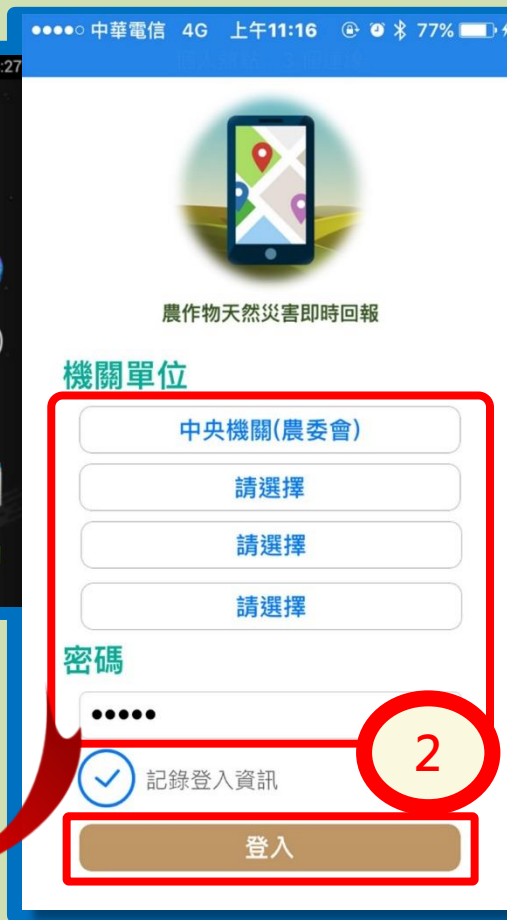 中華電信 4G 上午11:16 77%
:27
農作物天然災害即時回報
機關單位
中央機關(農委會)
請選擇
請選擇
請選擇
密碼
•••••
2
記錄登入資訊
登入